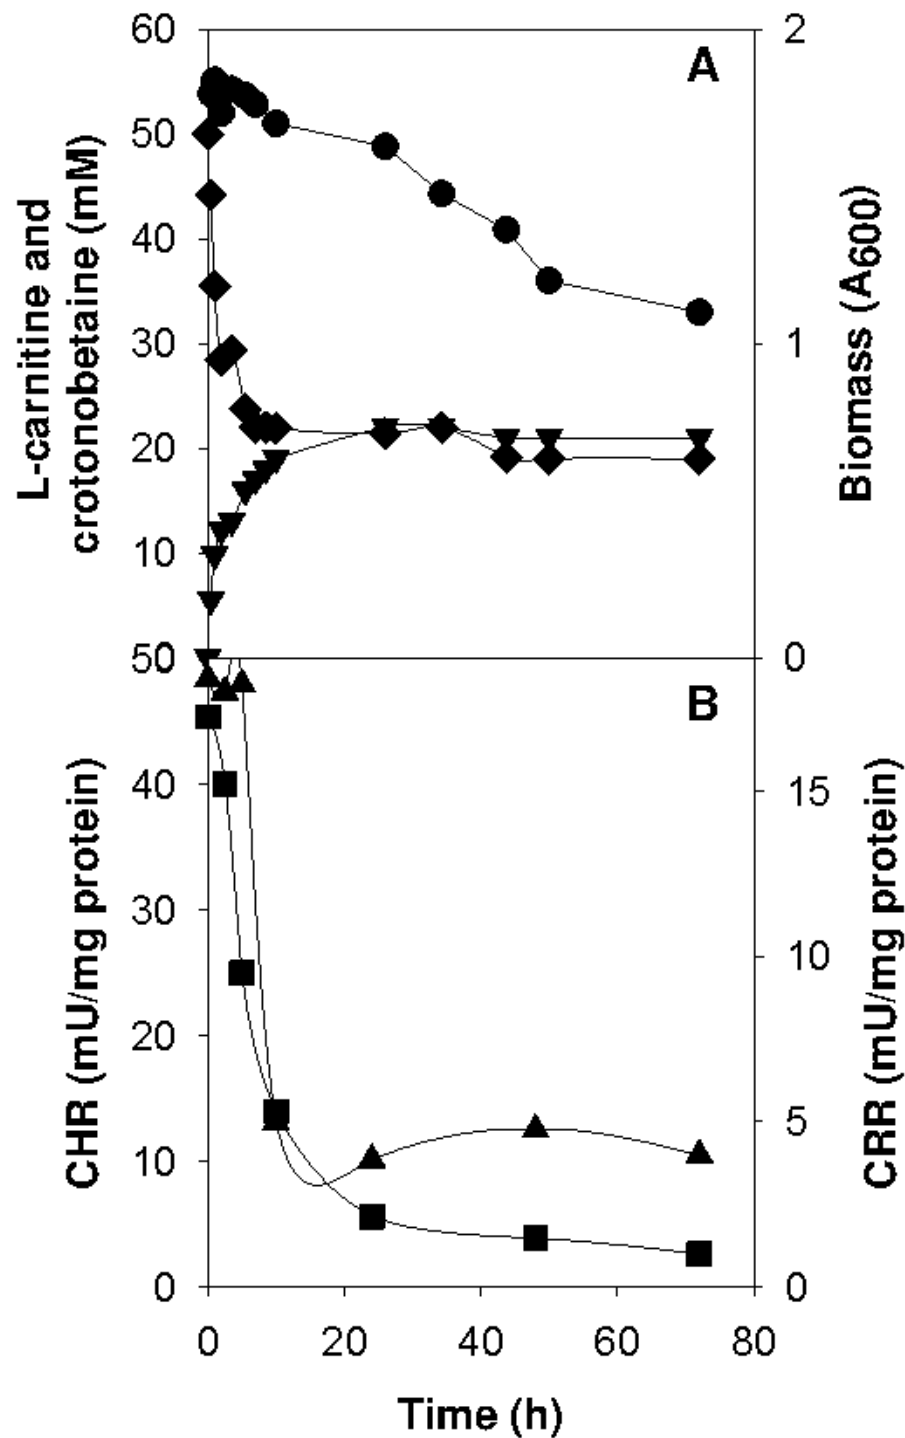 60
50
40
30
20
10
50
A
2
1
0
L-carnitine and
crotonobetaine (mM)
Biomass (A600)
B
40
30
20
10
0
15
10
5
0
CHR (mU/mg protein)
CRR (mU/mg protein)
0 20 40 60 80
Time (h)